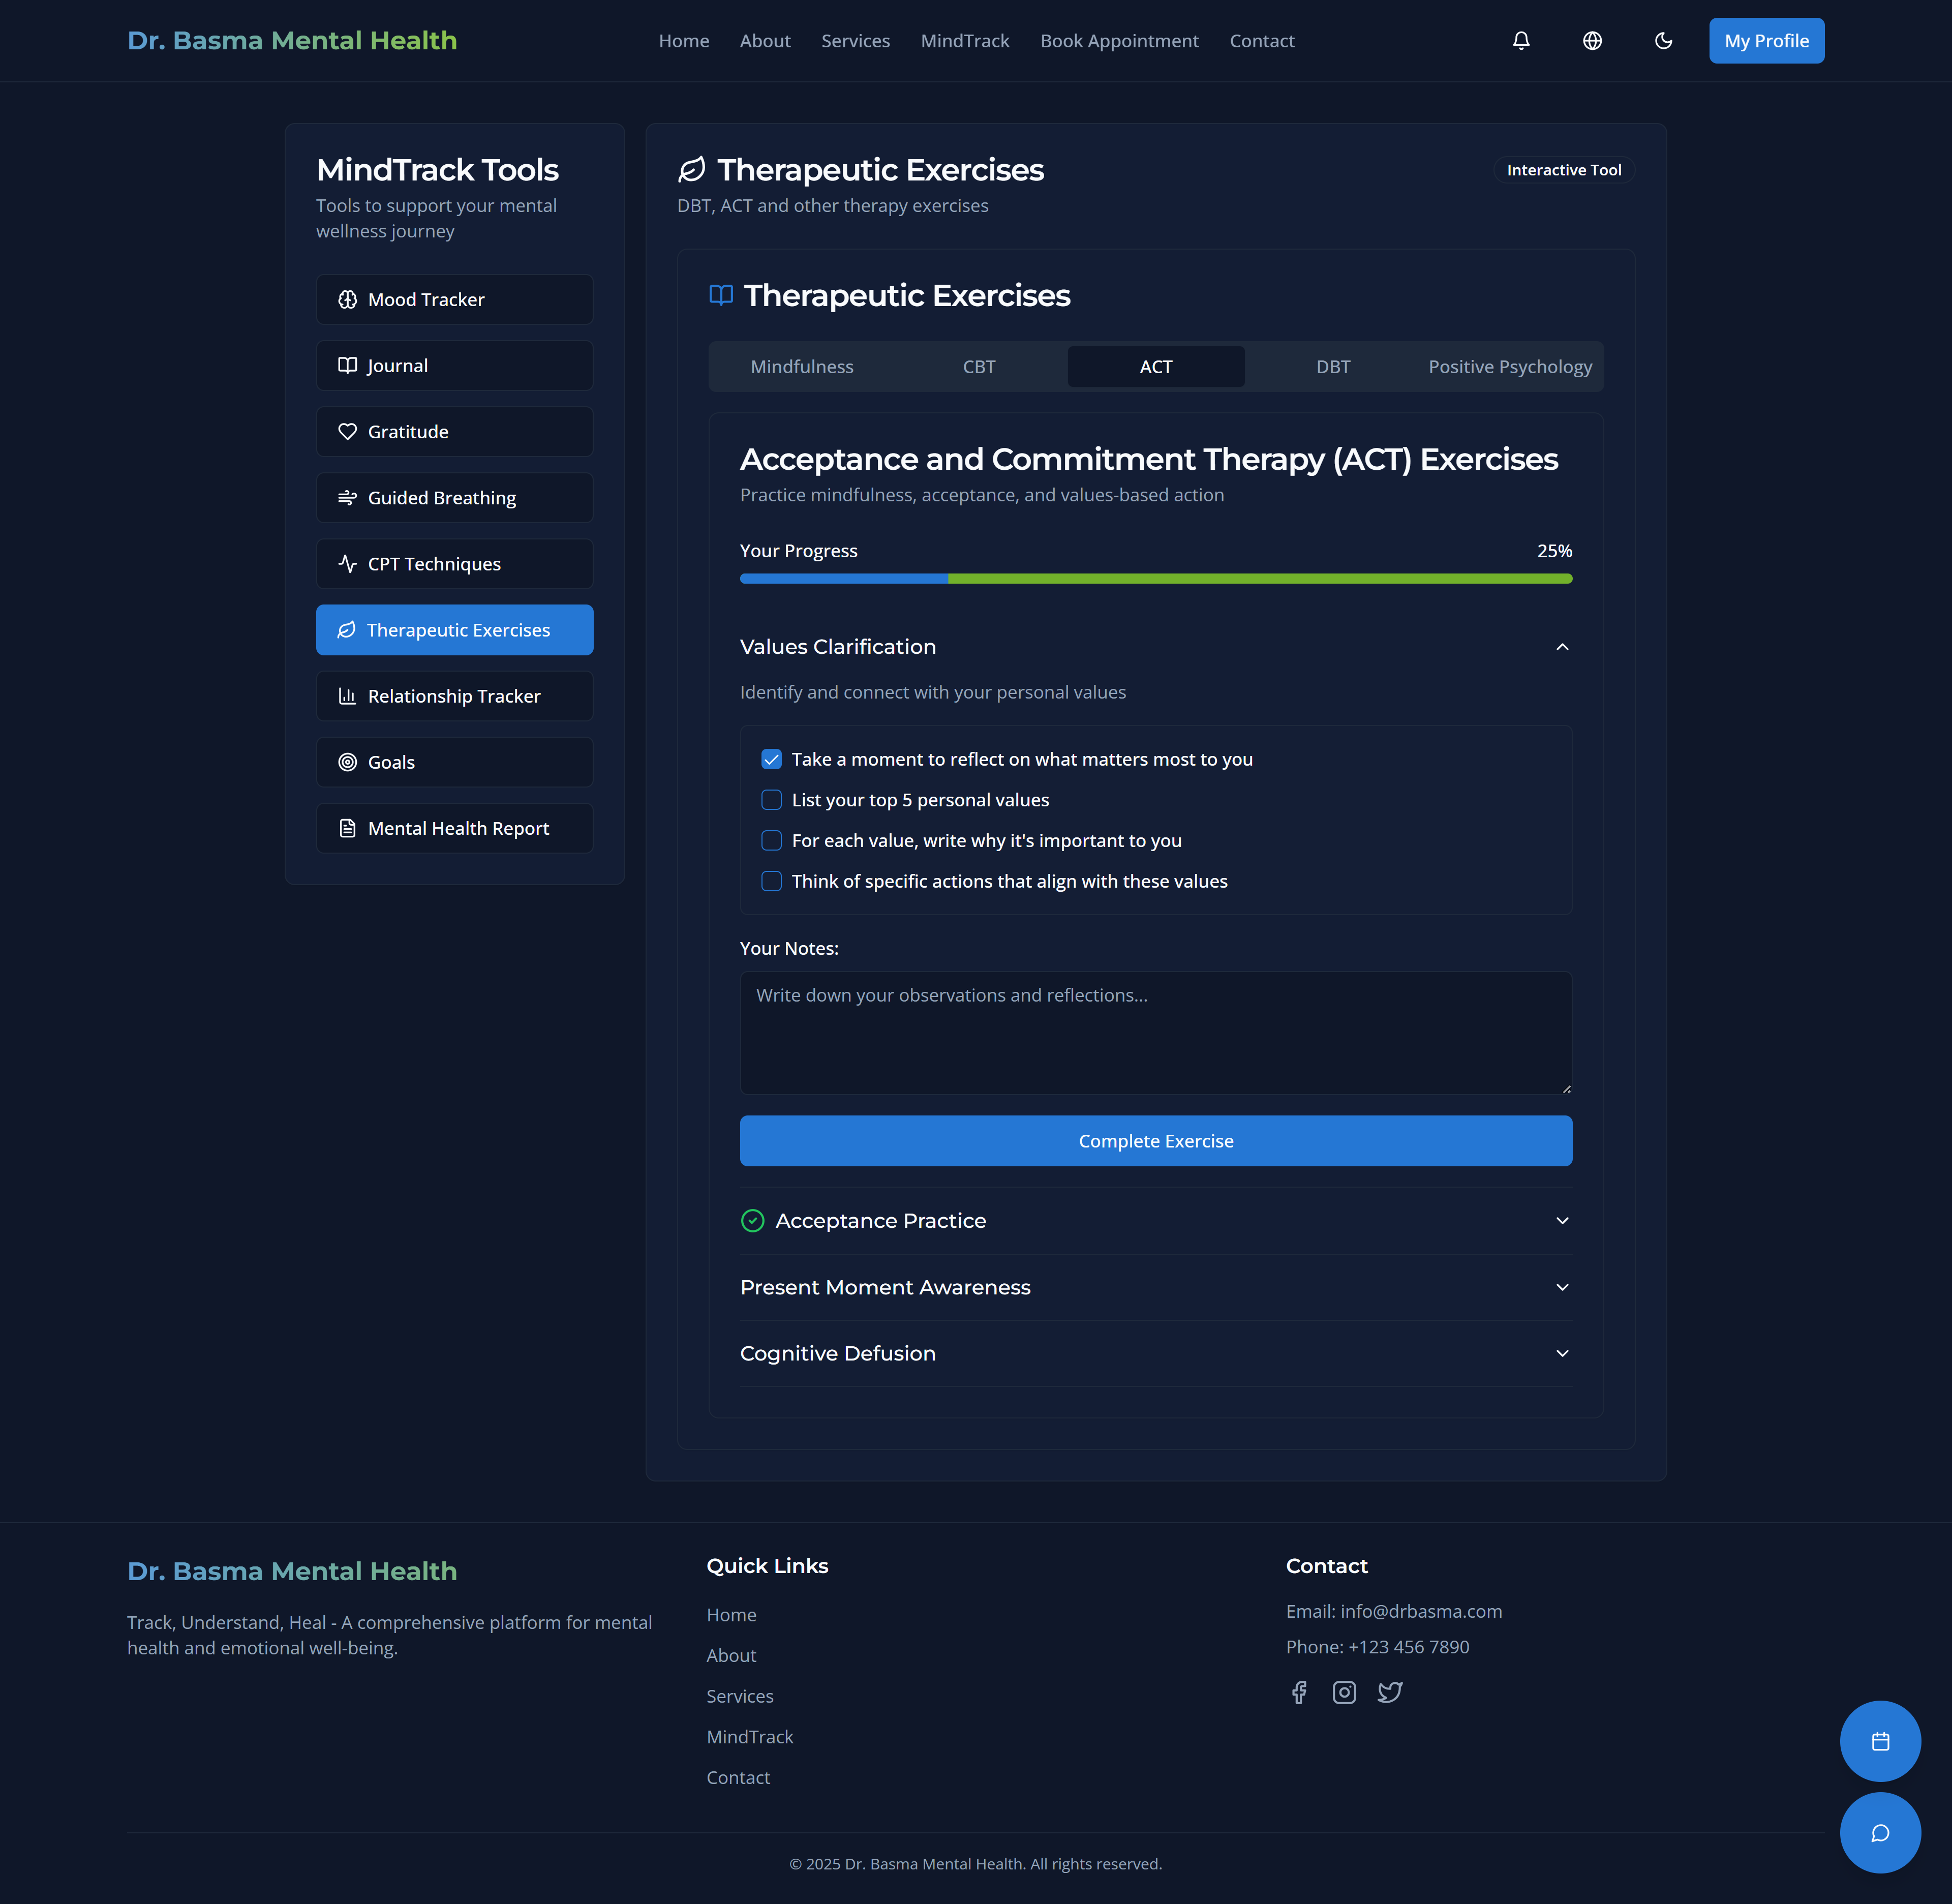 Dr. Basma Mental Health
Home
About
Services
MindTrack
Book Appointment
Contact
My Profile
MindTrack Tools
Tools to support your mental
wellness journey
Mood Tracker
Journal
Gratitude
Guided Breathing
CPT Techniques
Therapeutic Exercises
Relationship Tracker
Goals
Mental Health Report
Therapeutic Exercises
Interactive Tool
DBT, ACT and other therapy exercises
Therapeutic Exercises
Mindfulness
CBT
ACT
DBT
Positive Psychology
Acceptance and Commitment Therapy (ACT) Exercises
Practice mindfulness, acceptance, and values-based action
Your Progress
25%
Values Clarification
Identify and connect with your personal values
Take a moment to reflect on what matters most to you
List your top 5 personal values
For each value, write why it's important to you
Think of specific actions that align with these values
Your Notes:
Write down your observations and reflections...
Complete Exercise
Acceptance Practice
Present Moment Awareness
Cognitive Defusion
Dr. Basma Mental Health
Track, Understand, Heal - A comprehensive platform for mental
health and emotional well-being.
Quick Links
Home
About
Services
MindTrack
Contact
Contact
Email: info@drbasma.com
Phone: +123 456 7890
© 2025 Dr. Basma Mental Health. All rights reserved.